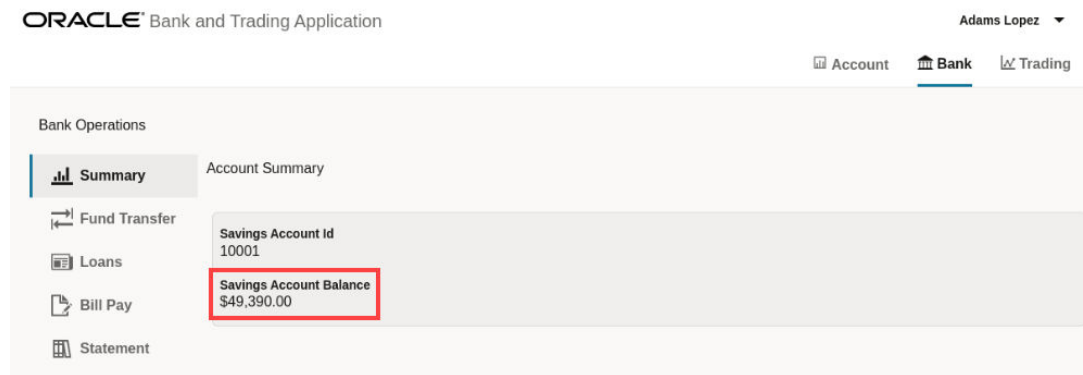 ORACLE Bank and Trading Application
Adams Lopez
Account Bank Trading
Bank Operations
Summary
Fund Transfer
Loans
Bill Pay
Statement
Account Summary
Savings Account Id
10001
Savings Account Balance
$49,390.00